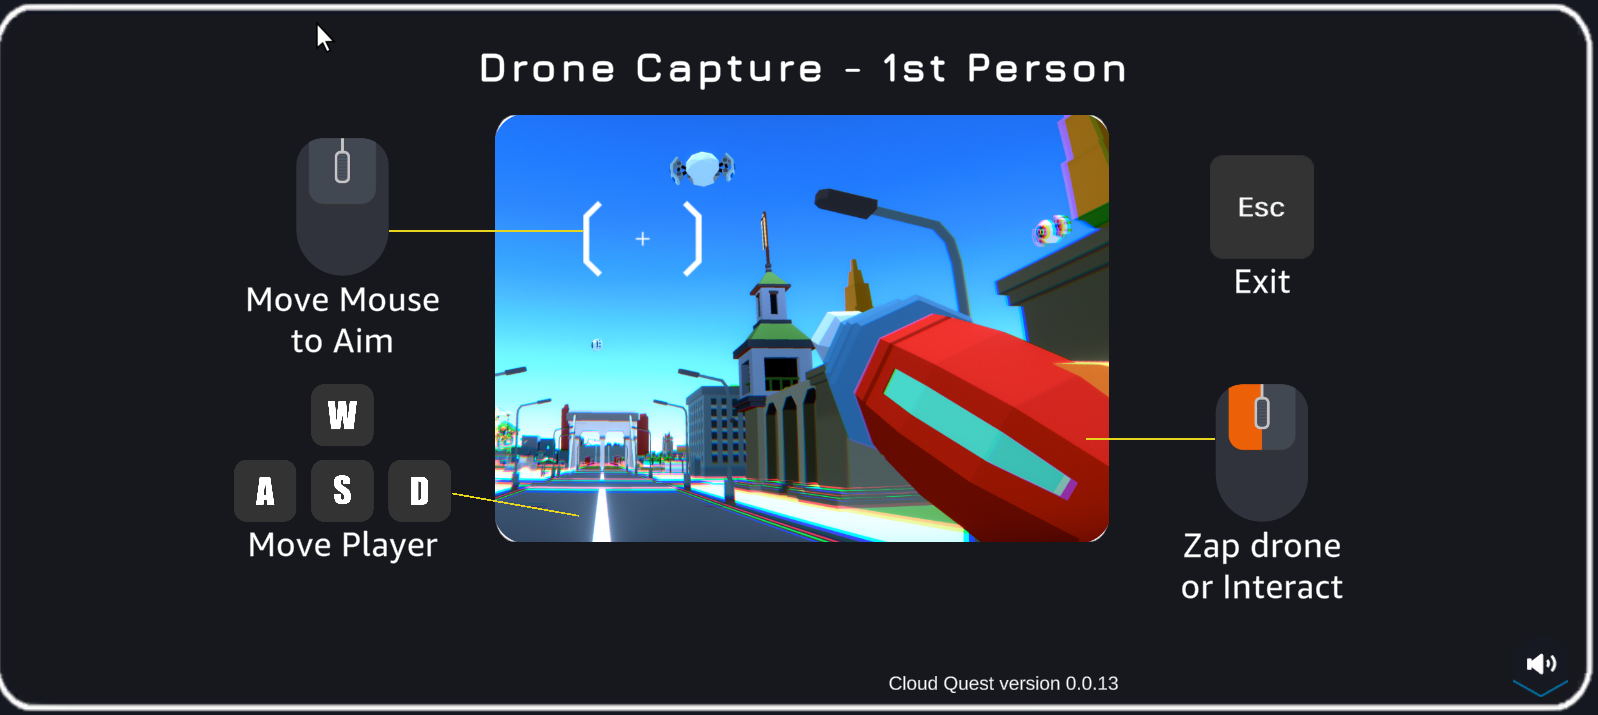 Drone Capture - 1st Person
Move Mouse
to Aim
W
A S D
Move Player
Esc
Exit
Zap drone
or Interact
Cloud Quest version 0.0.13